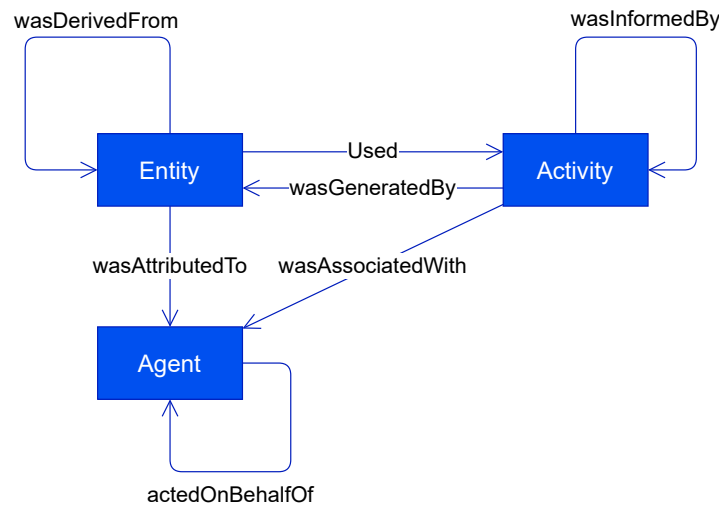 wasDerivedFrom
wasInformedBy
Used
Entity
Activity
wasGeneratedBy
wasAttributedTo
wasAssociatedWith
Agent
actedOnBehalfOf